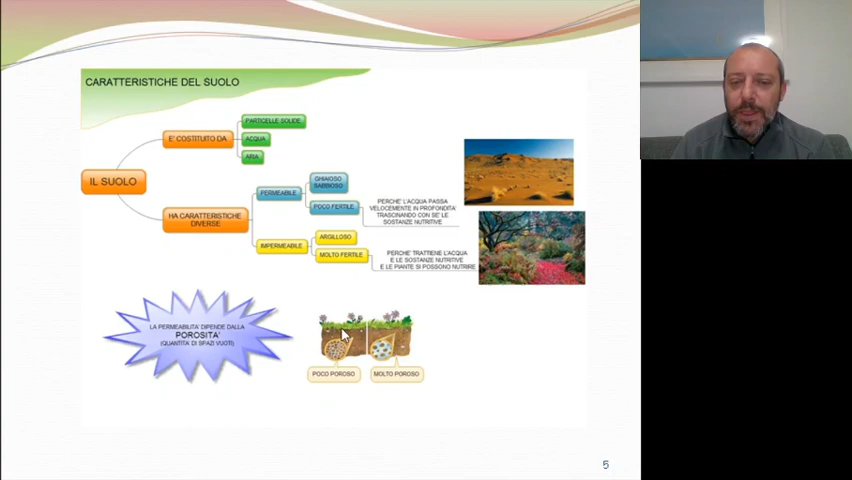 CARATTERISTICHE DEL SUOLO
IL SUOLO
E' COSTITUITO DA
PARTICELLE SOLIDE
ACQUA
ARIA
HA CARATTERISTICHE
DIVERSE
PERMEABILE
GHIAIOSO
SABBIOSO
POCO FERTILE
PERCHE' L'ACQUA PASSA
VELOCEMENTE IN PROFONDITA'
TRASCINANDO CON SE' LE
SOSTANZE NUTRITIVE
IMPERMEABILE
ARGILLOSO
MOLTO FERTILE
PERCHE' TRATTIENE L'ACQUA
E LE SOSTANZE NUTRITIVE
E LE PIANTE SI POSSONO NUTRIRE
LA PERMEABILITA' DIPENDE DALLA
POROSITA'
(QUANTITA' DI SPAZI VUOTI)
POCO POROSO
MOLTO POROSO
5